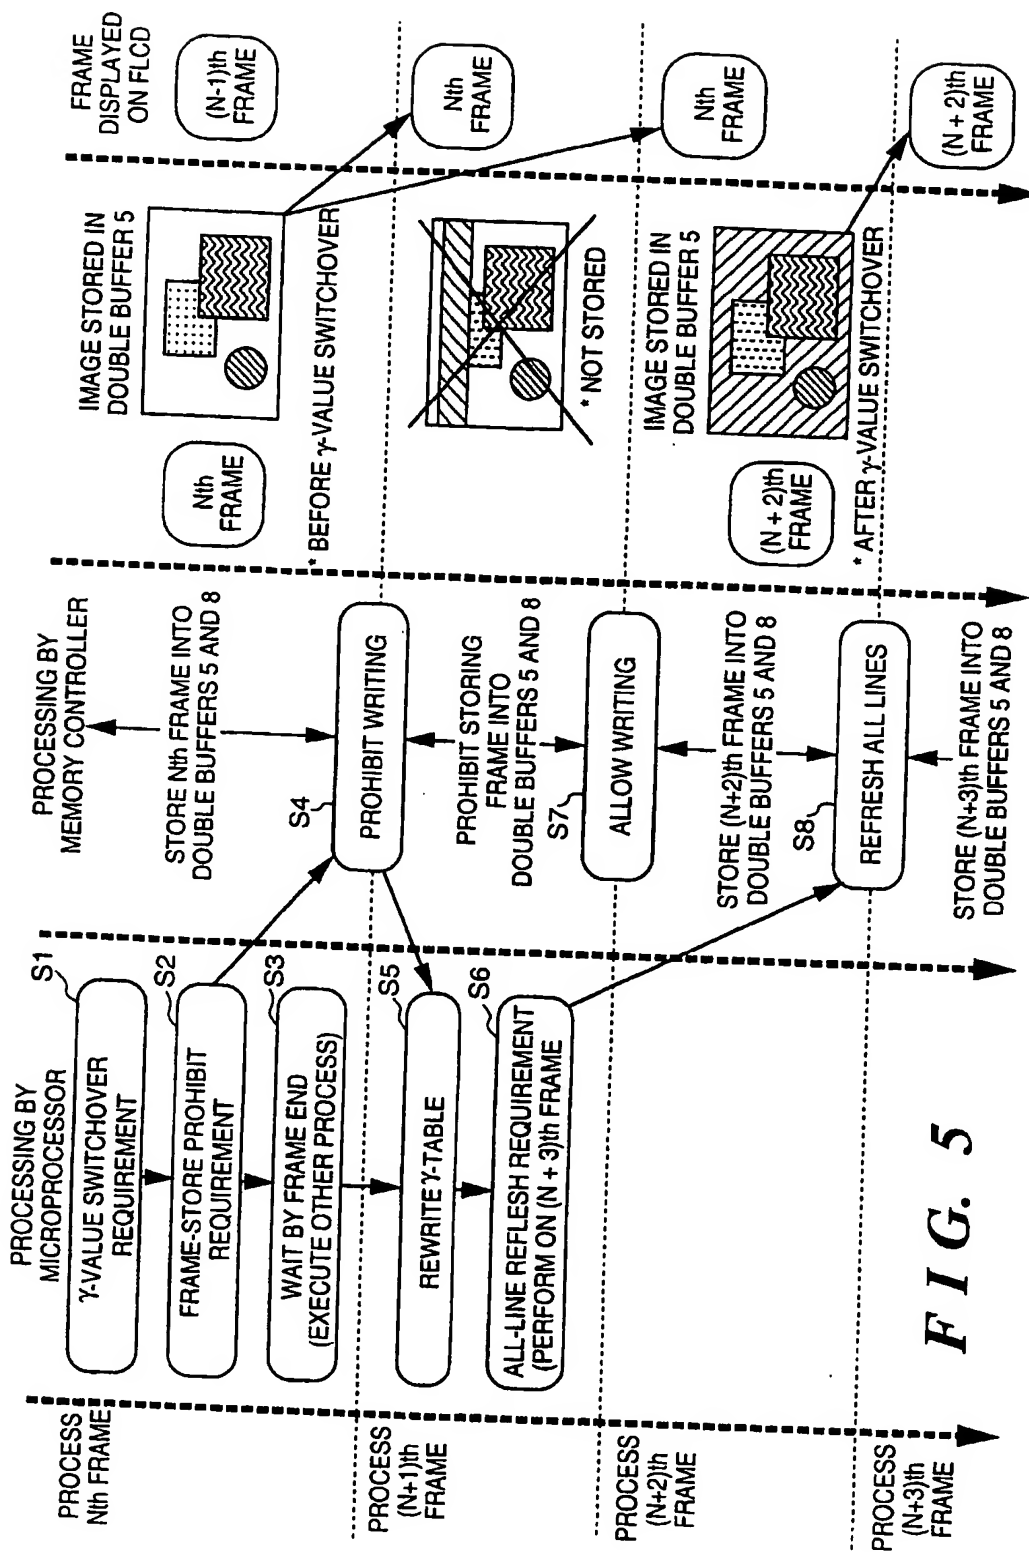 PROCESSING BY
MICROPROCESSOR
PROCESSING BY
MEMORY CONTROLLER
FRAME
DISPLAYED
ON FLCD
PROCESS
Nth FRAME
S1
γ-VALUE SWITCHOVER
REQUIREMENT
S2
FRAME-STORE PROHIBIT
REQUIREMENT
S3
WAIT BY FRAME END
(EXECUTE OTHER PROCESS)
STORE Nth FRAME INTO
DOUBLE BUFFERS 5 AND 8
Nth
FRAME
IMAGE STORED IN
DOUBLE BUFFER 5
* BEFORE γ-VALUE SWITCHOVER
(N-1)th
FRAME
S4
PROHIBIT WRITING
PROCESS
(N+1)th
FRAME
S5
REWRITE γ-TABLE
S6
ALL-LINE REFLESH REQUIREMENT
(PERFORM ON (N + 3)th FRAME
PROHIBIT STORING
FRAME INTO
DOUBLE BUFFERS 5 AND 8
* NOT STORED
Nth
FRAME
S7
ALLOW WRITING
PROCESS
(N+2)th
FRAME
STORE (N+2)th FRAME INTO
DOUBLE BUFFERS 5 AND 8
(N + 2)th
FRAME
IMAGE STORED IN
DOUBLE BUFFER 5
* AFTER γ-VALUE SWITCHOVER
Nth
FRAME
S8
REFRESH ALL LINES
PROCESS
(N+3)th
FRAME
STORE (N+3)th FRAME INTO
DOUBLE BUFFERS 5 AND 8
(N + 2)th
FRAME
FIG. 5